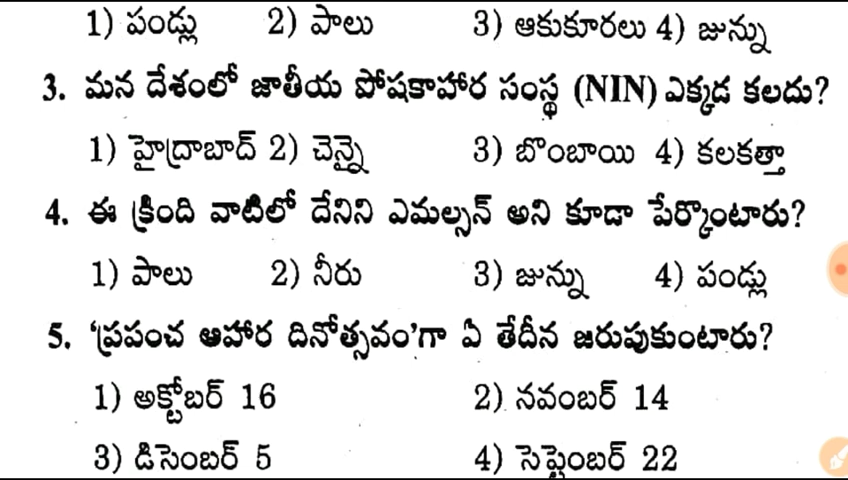 1) పండ్లు 2) పాలు 3) ఆకుకూరలు 4) జున్ను
3. మన దేశంలో జాతీయ పోషకాహార సంస్థ (NIN) ఎక్కడ కలదు?
1) హైద్రాబాద్ 2) చెన్నై 3) బొంబాయి 4) కలకత్తా
4. ఈ క్రింది వాటిలో దేనిని ఎమల్సన్ అని కూడా పేర్కొంటారు?
1) పాలు 2) నీరు 3) జున్ను 4) పండ్లు
5. ‘ప్రపంచ ఆహార దినోత్సవం’గా ఏ తేదీన జరుపుకుంటారు?
1) అక్టోబర్ 16 2) నవంబర్ 14
3) డిసెంబర్ 5 4) సెప్టెంబర్ 22